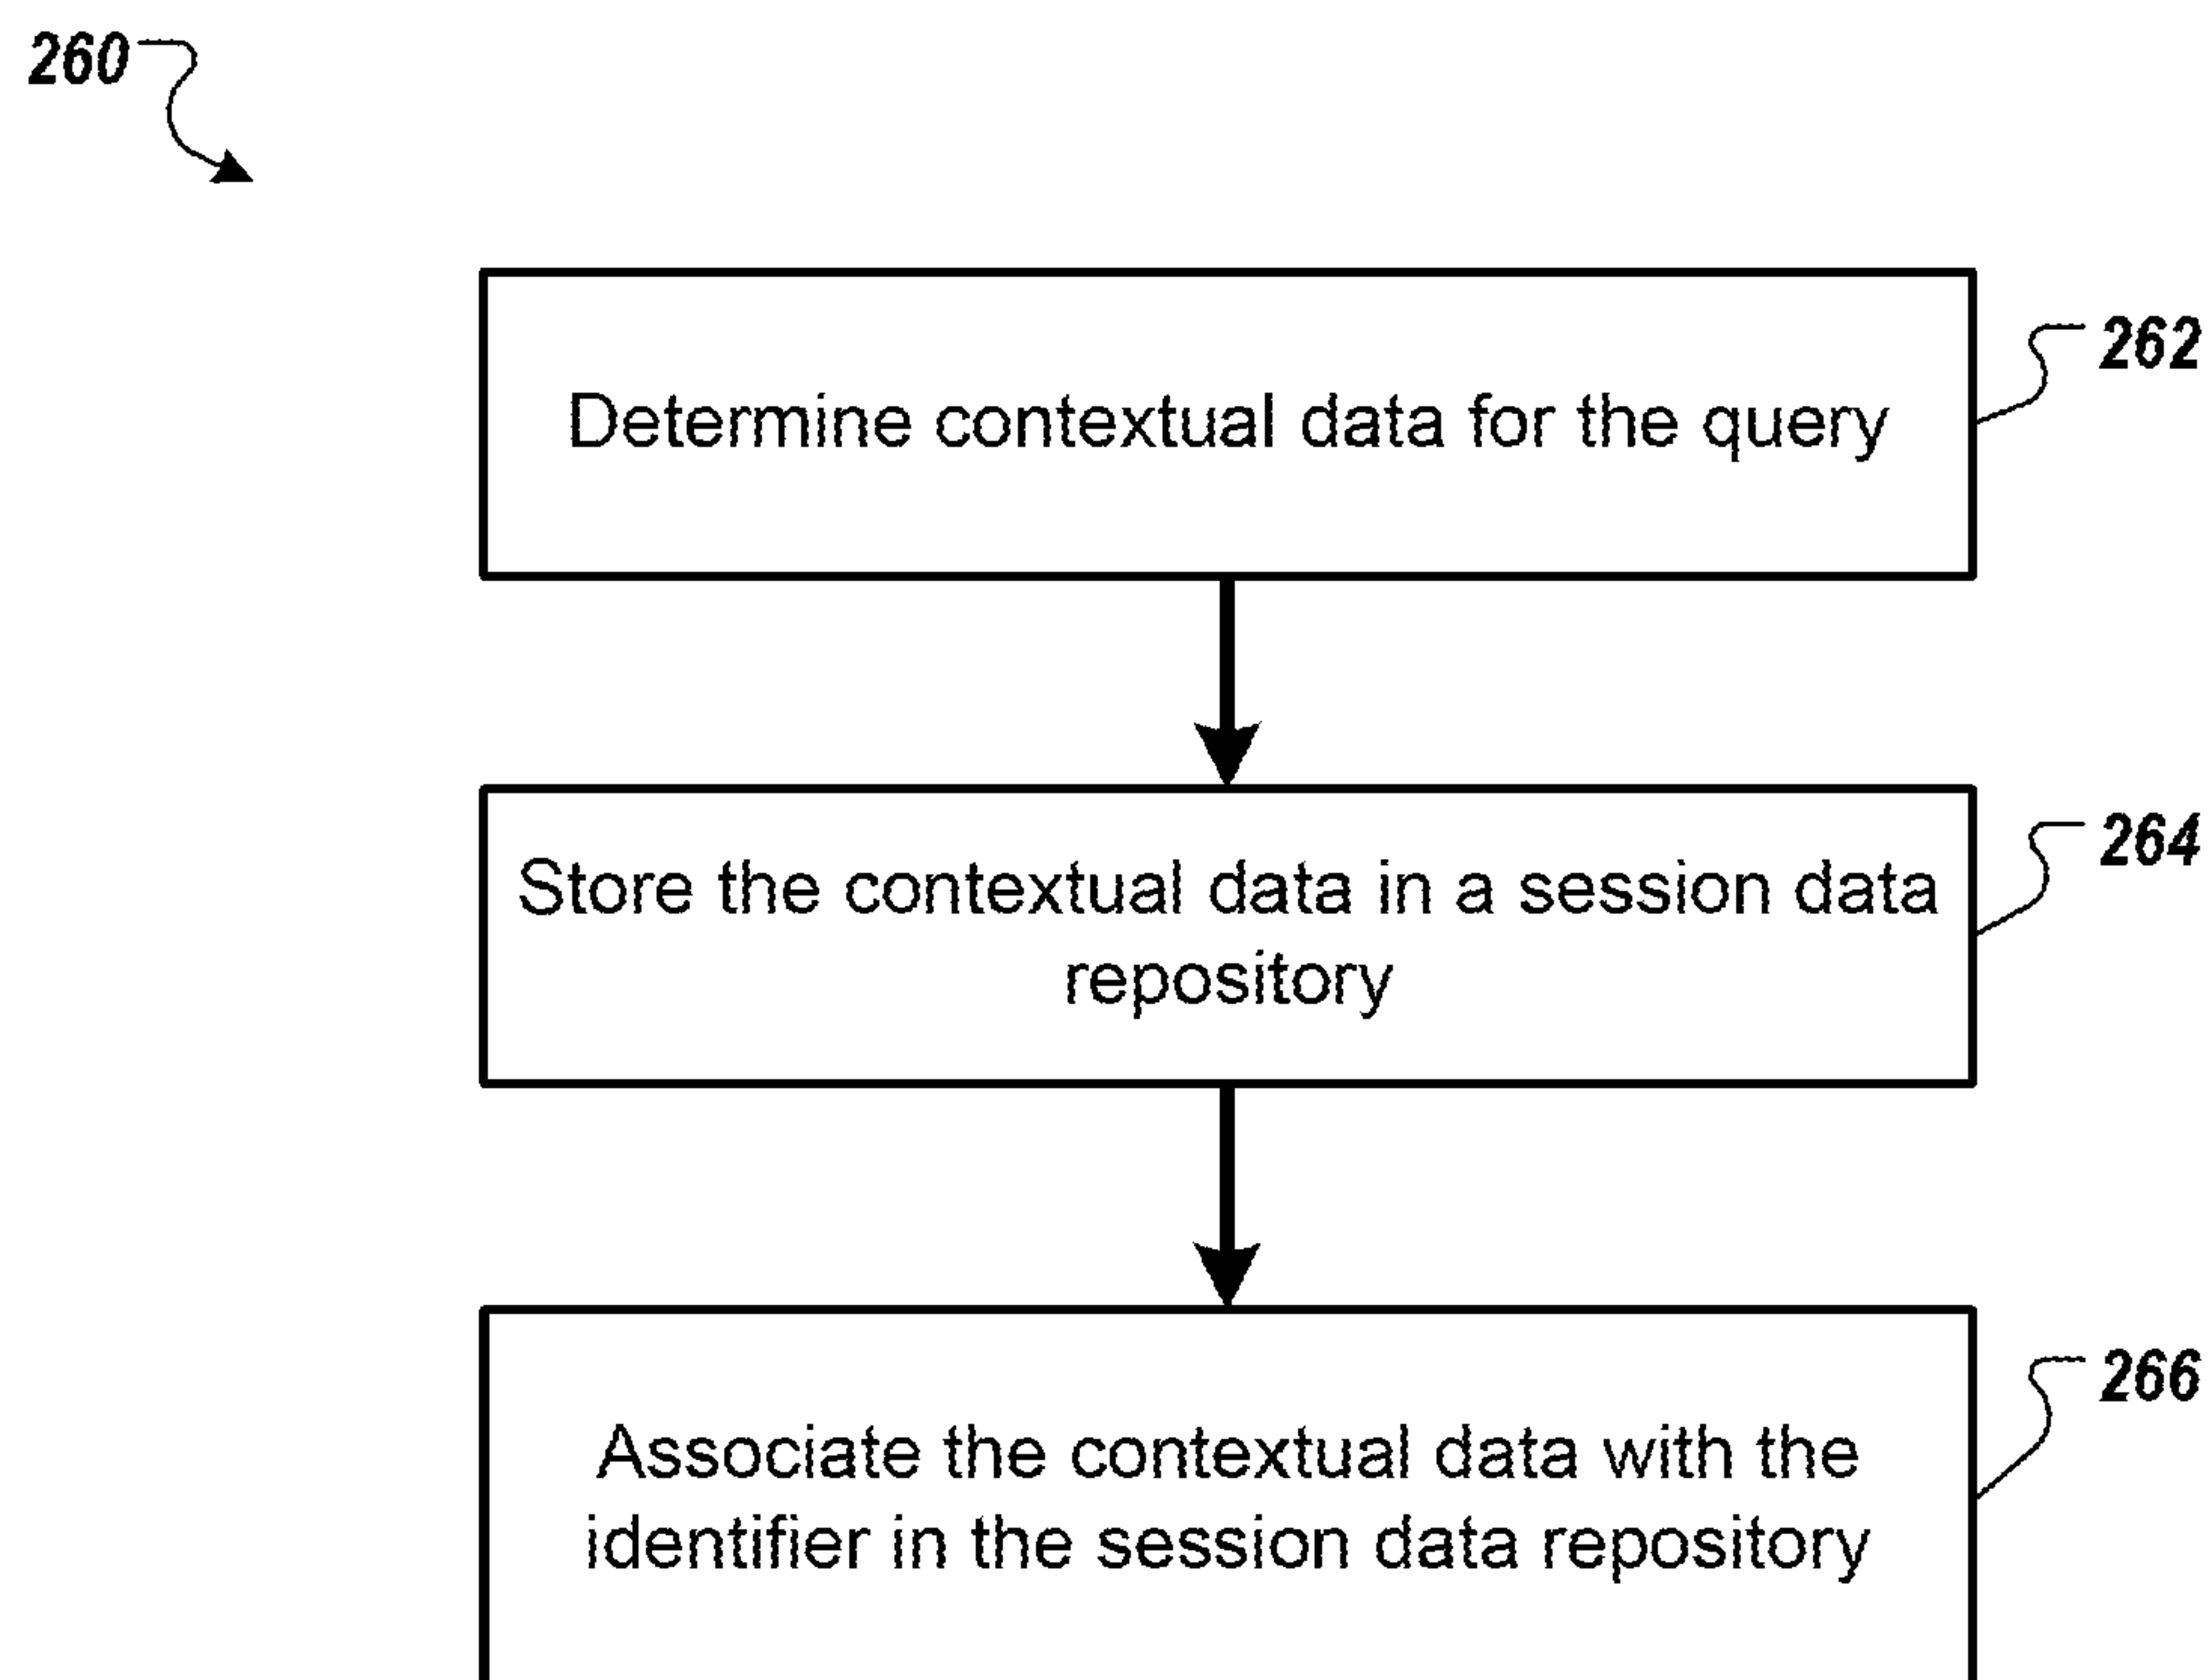 260
262
Determine contextual data for the query
264
Store the contextual data in a session data
repository
266
Associate the contextual data with the
identifier in the session data repository